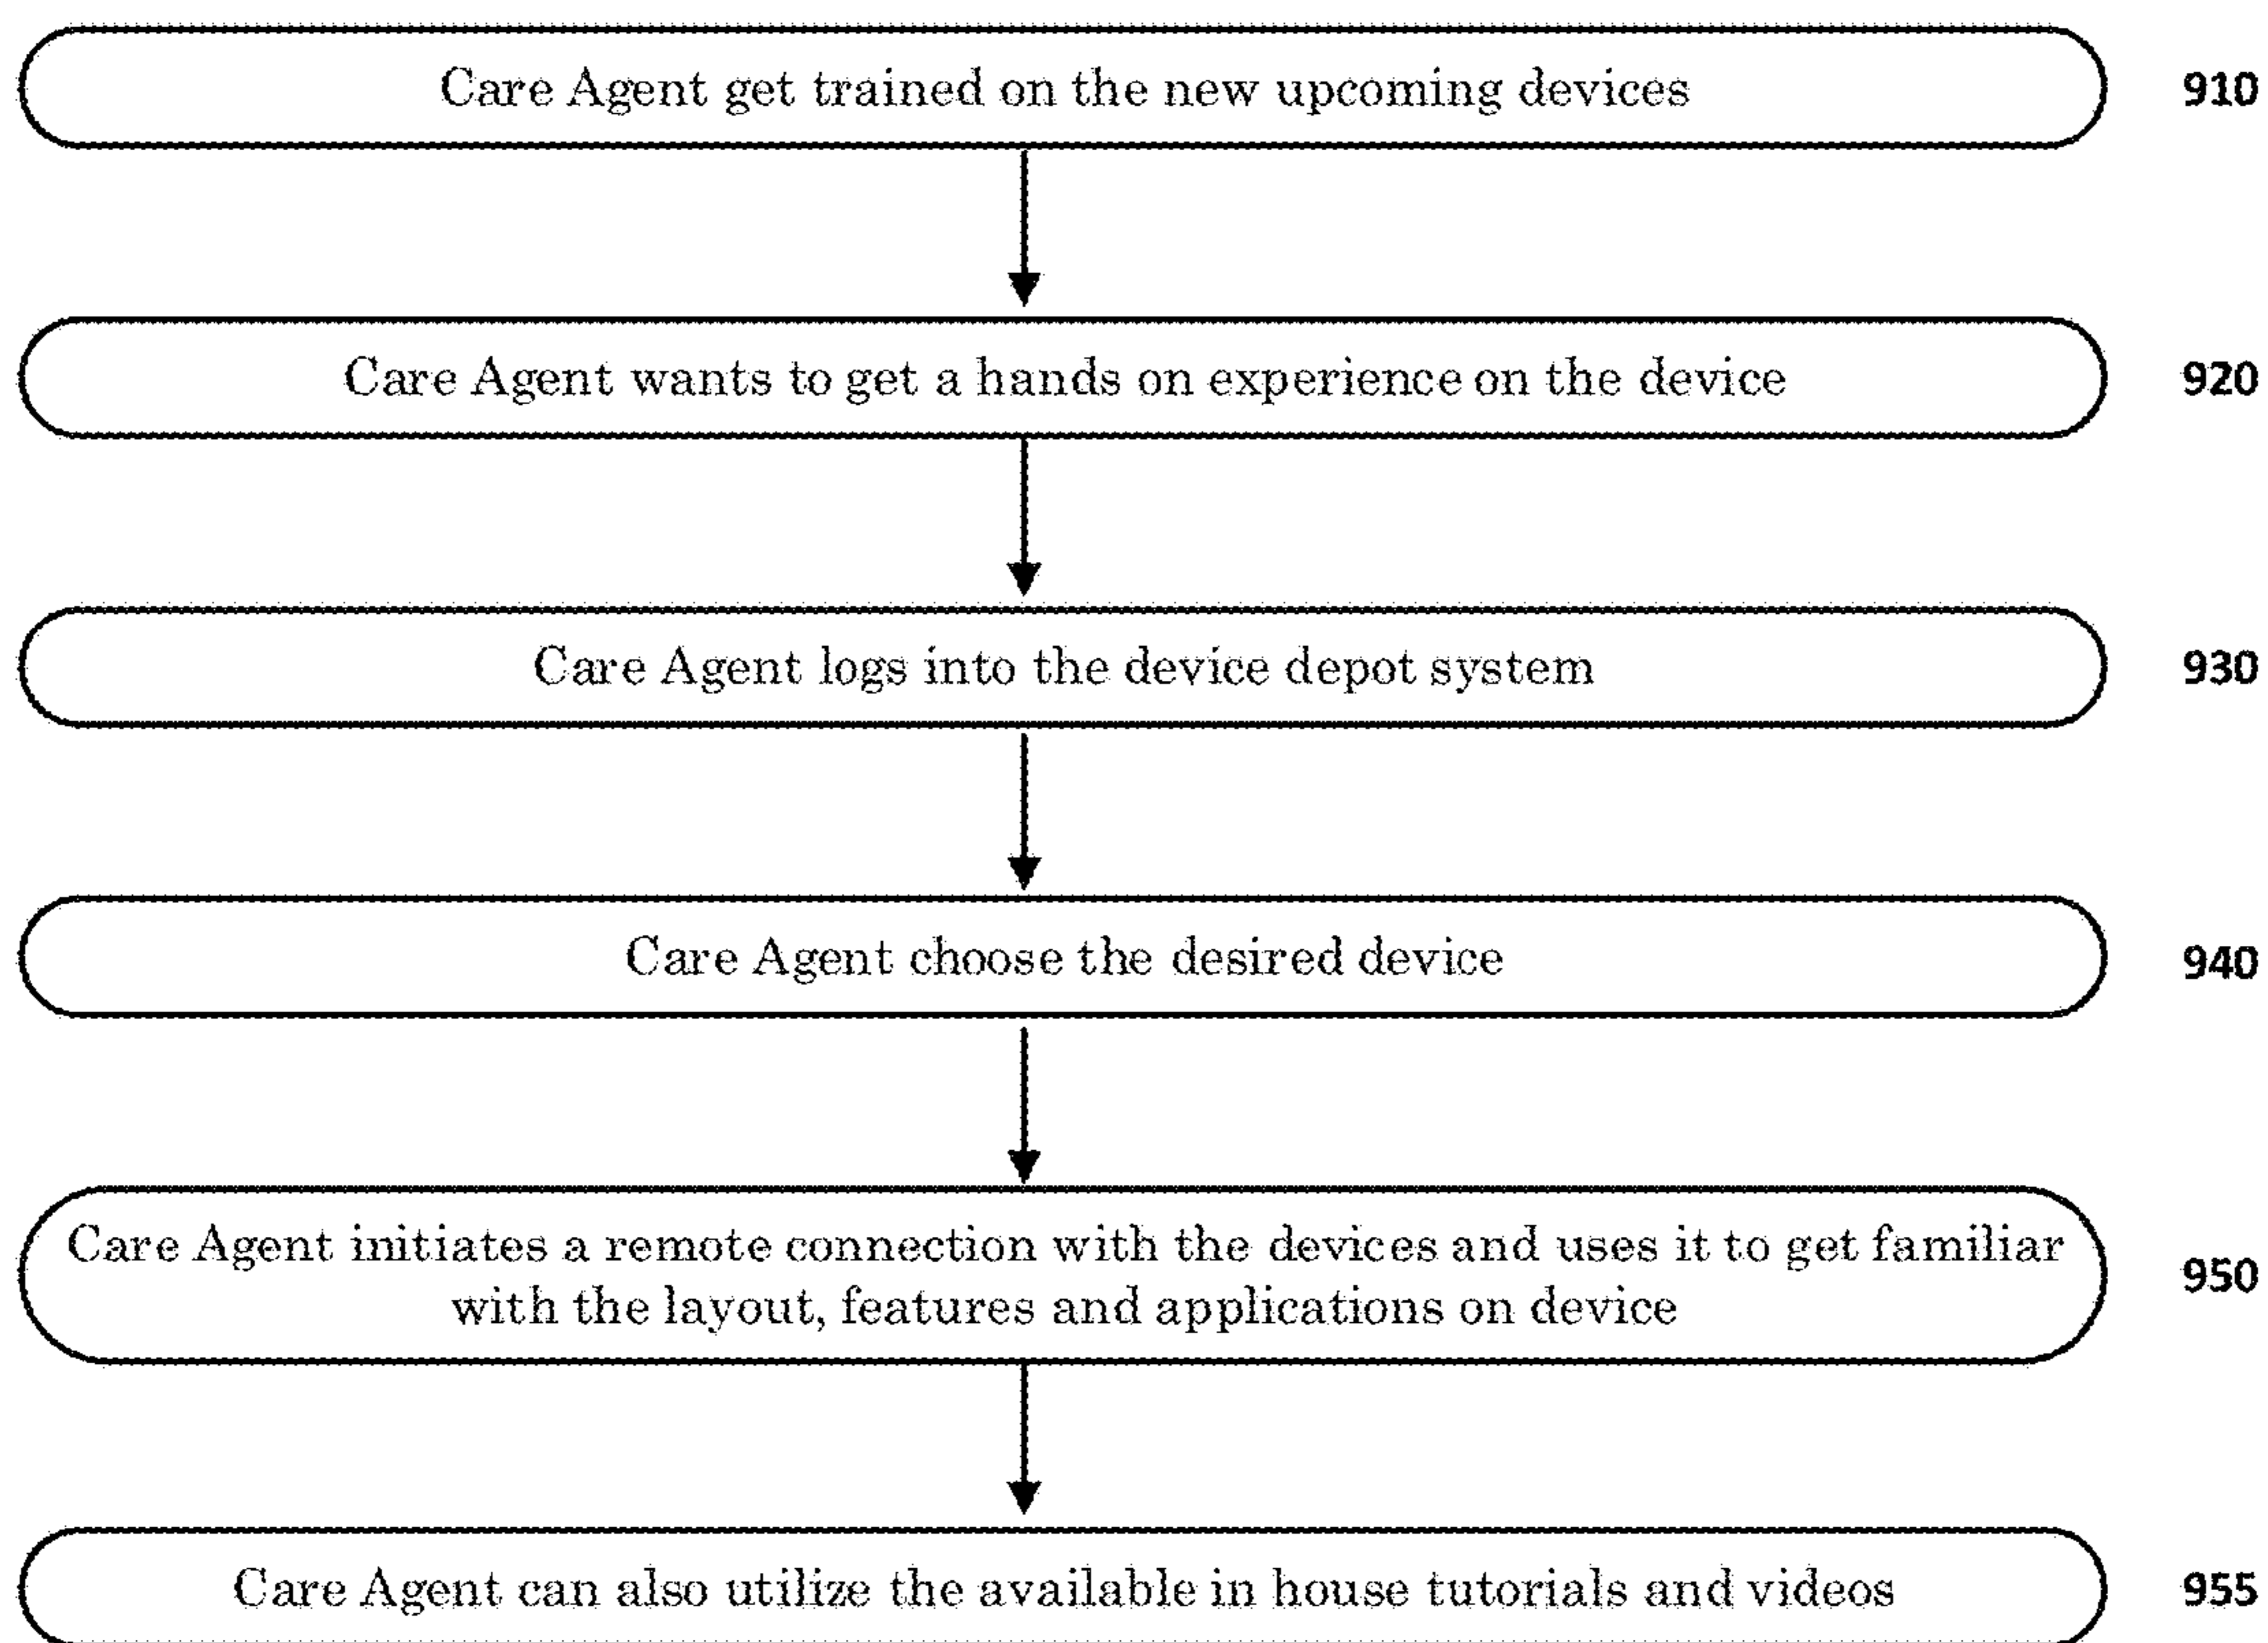 Care Agent get trained on the new upcoming devices 910
Care Agent wants to get a hands on experience on the device 920
Care Agent logs into the device depot system 930
Care Agent choose the desired device 940
Care Agent initiates a remote connection with the devices and uses it to get familiar
with the layout, features and applications on device
950
Care Agent can also utilize the available in house tutorials and videos 955